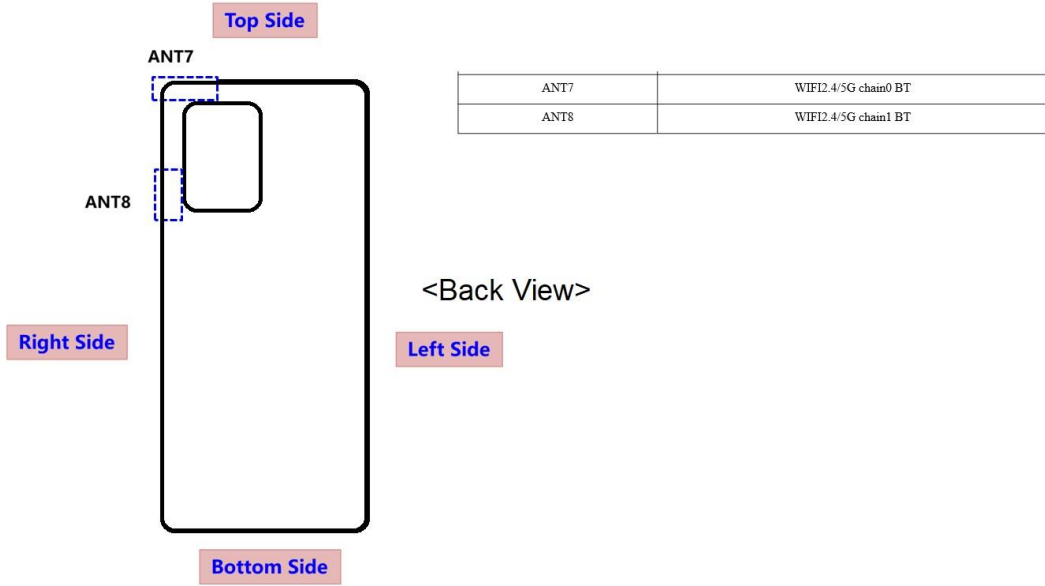 Top Side
ANT7
ANT7 WIFI2.4/5G chain0 BT
ANT8 WIFI2.4/5G chain1 BT
ANT8
<Back View>
Right Side
Left Side
Bottom Side